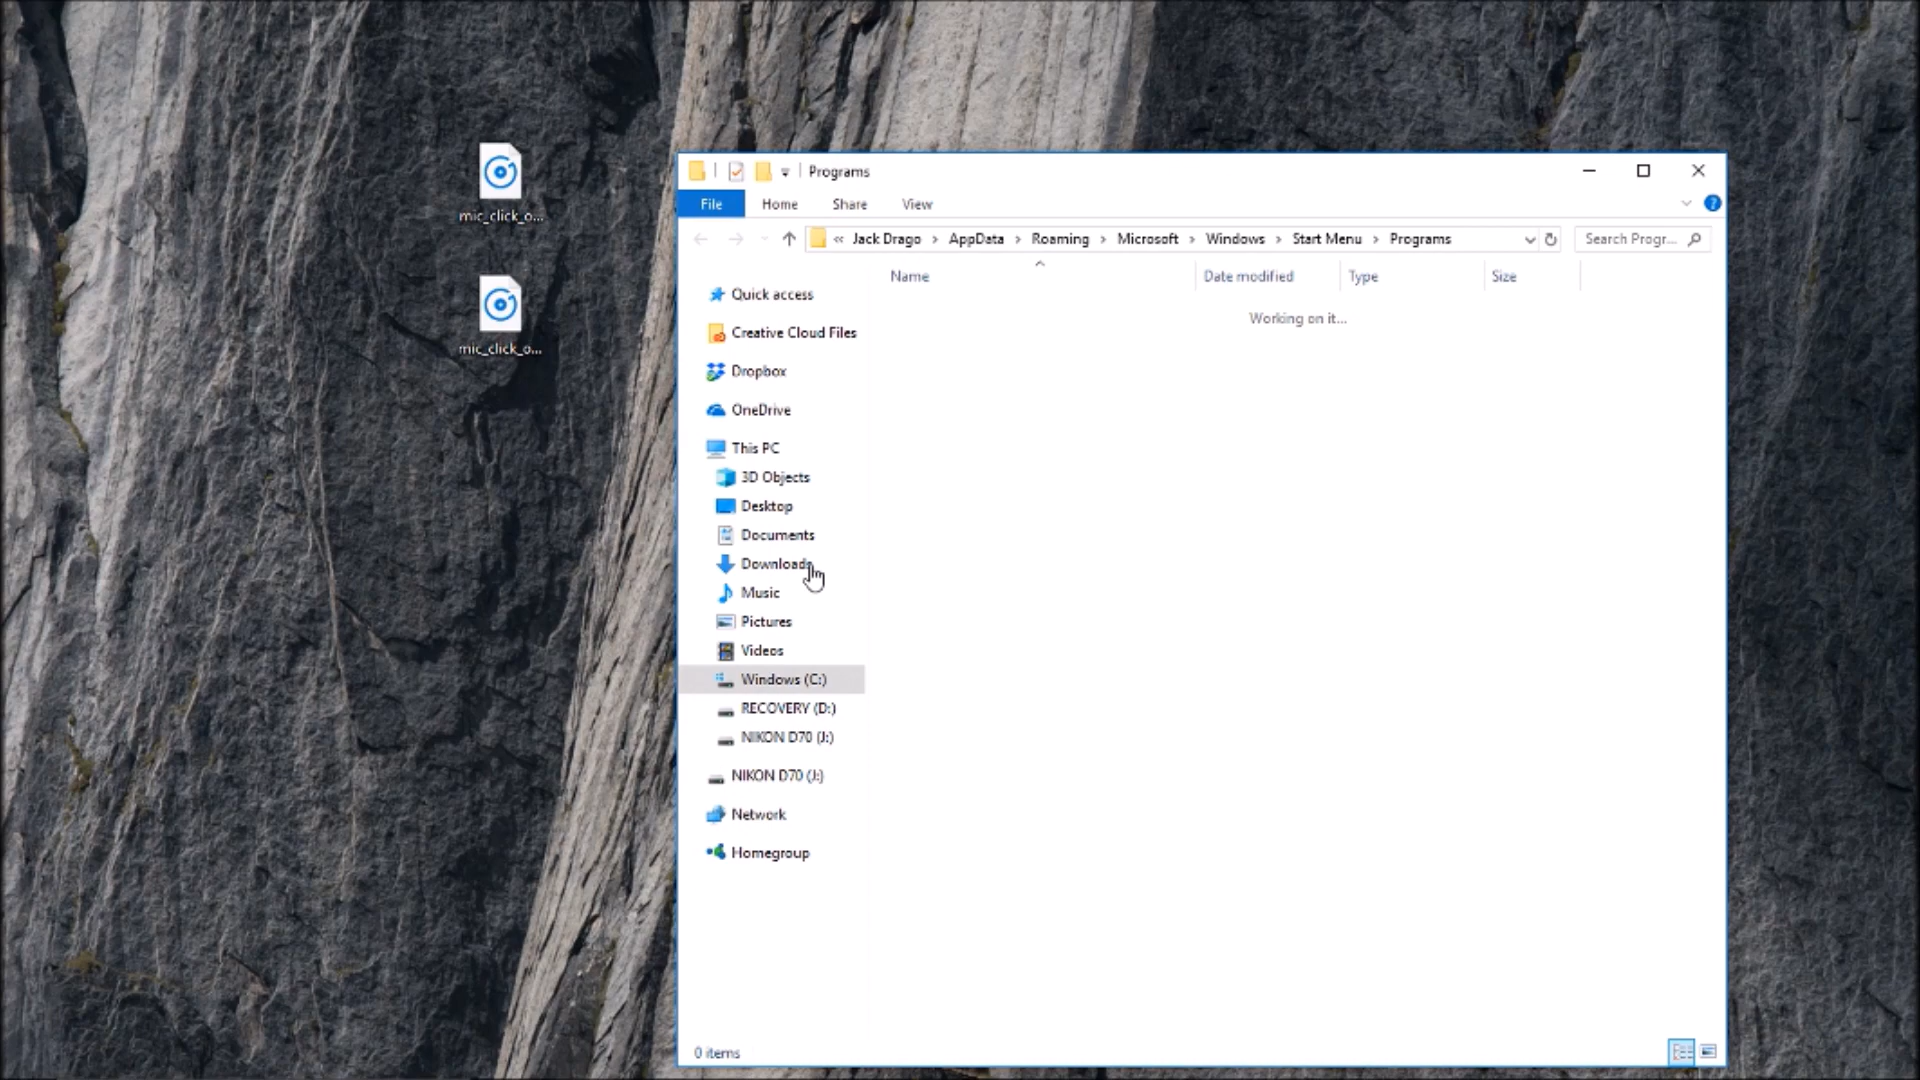 mic_click_o...
mic_click_o...
Programs
File Home Share View
« Jack Drago › AppData › Roaming › Microsoft › Windows › Start Menu › Programs
Search Progr...
Name Date modified Type Size
Working on it...
Quick access
Creative Cloud Files
Dropbox
OneDrive
This PC
3D Objects
Desktop
Documents
Downloads
Music
Pictures
Videos
Windows (C:)
RECOVERY (D:)
NIKON D70 (J:)
NIKON D70 (J:)
Network
Homegroup
0 items